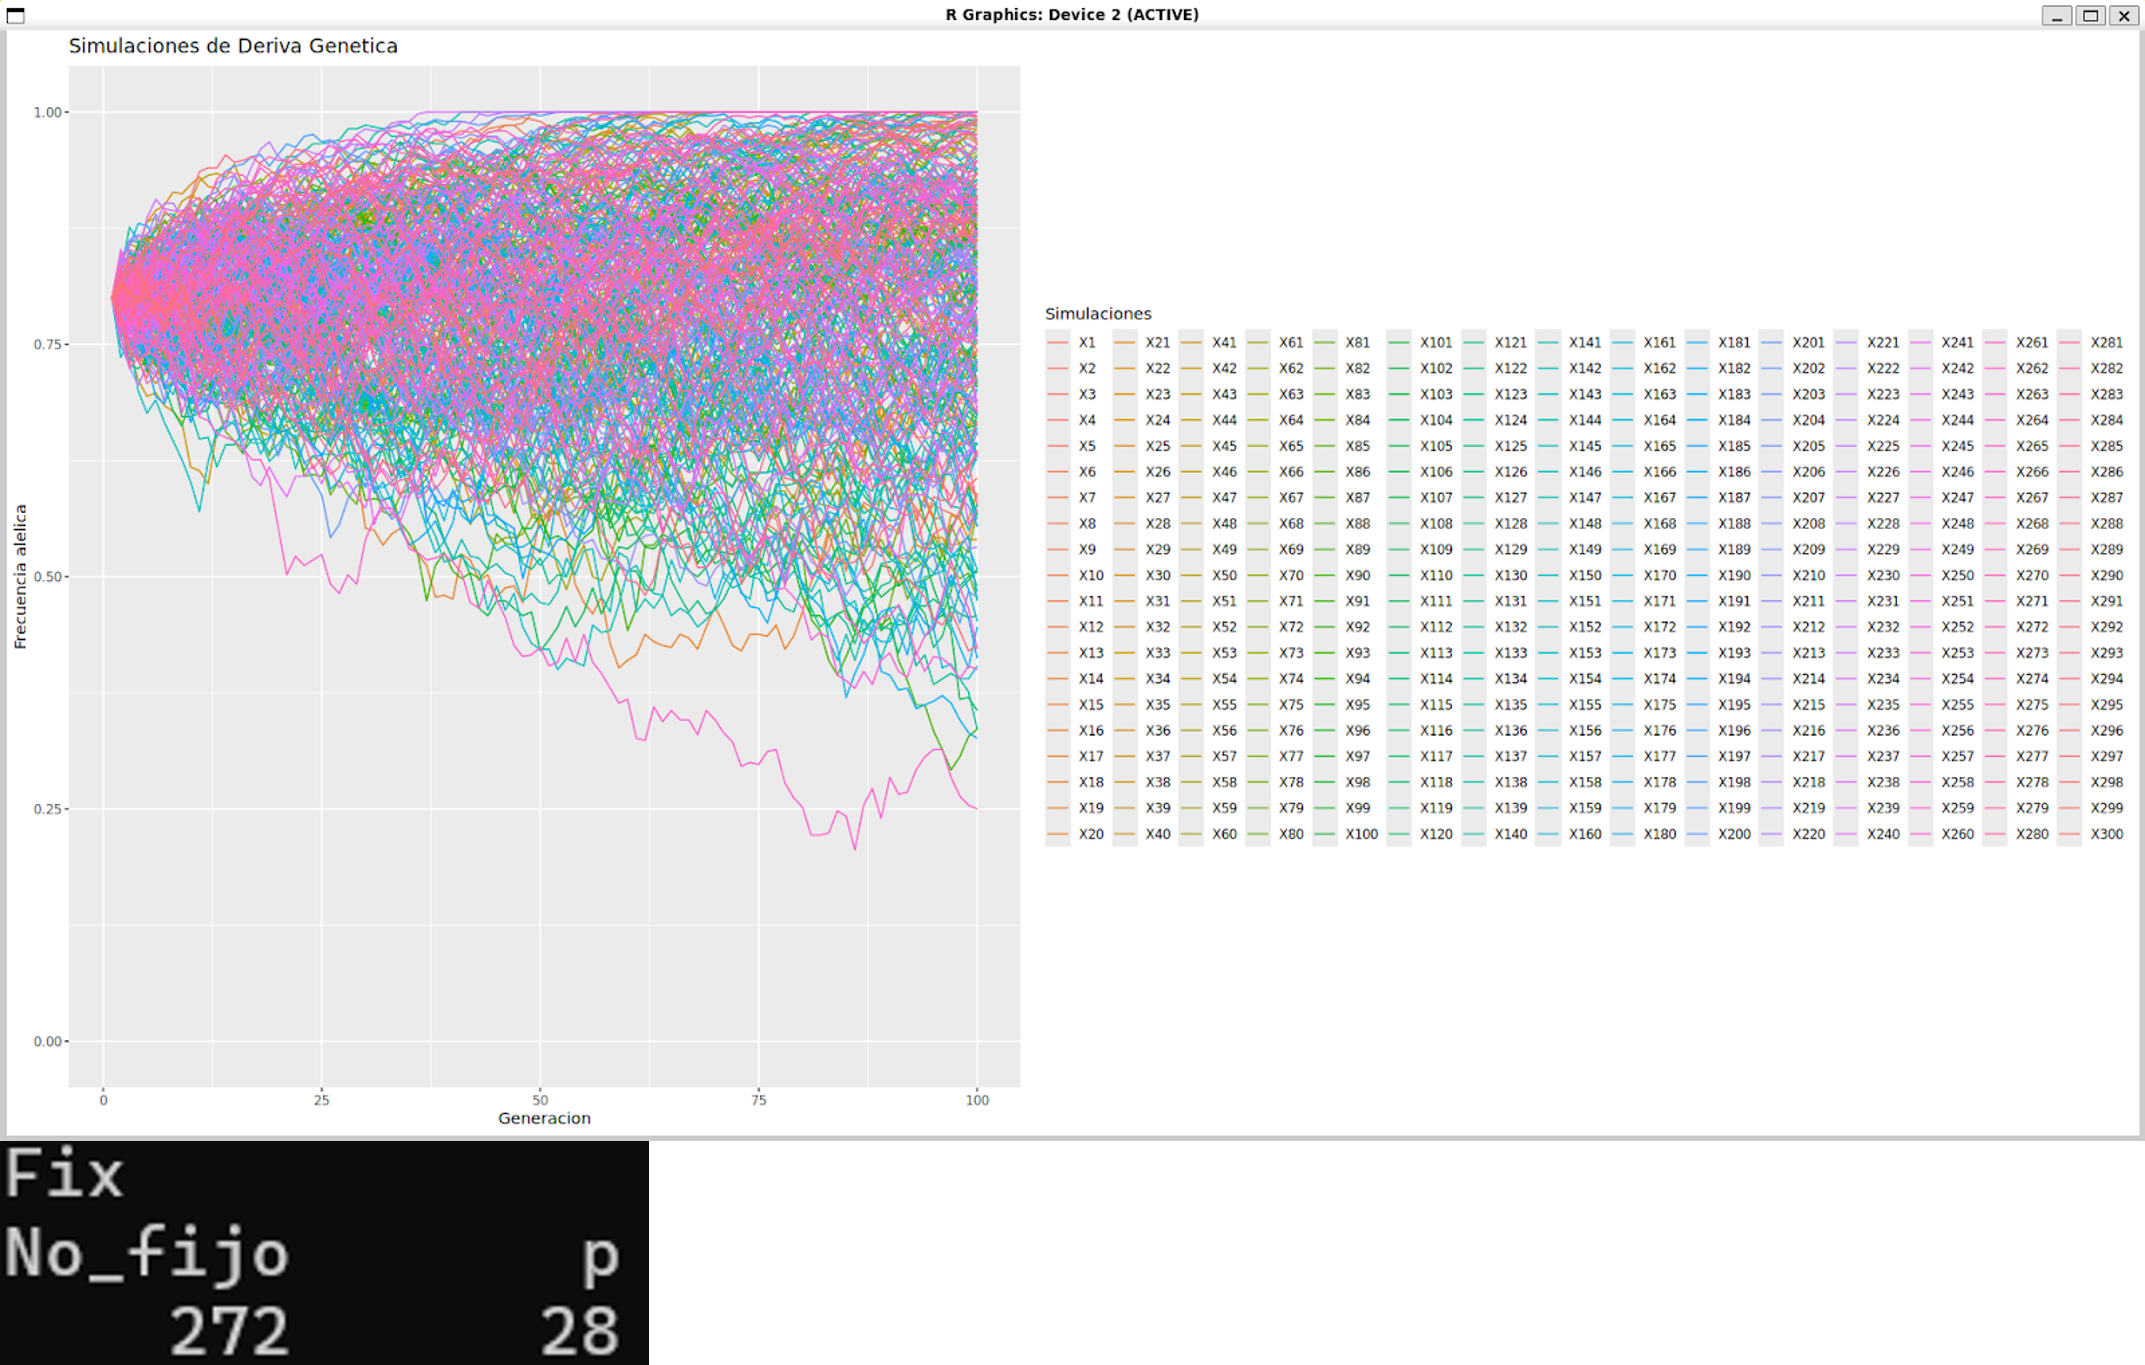 R Graphics: Device 2 (ACTIVE)
Simulaciones de Deriva Genetica
Frecuencia alelica
1.00
0.75
0.50
0.25
0.00
0 25 50 75 100
Generacion
Simulaciones
X1 X21 X41 X61 X81 X101 X121 X141 X161 X181 X201 X221 X241 X261 X281
X2 X22 X42 X62 X82 X102 X122 X142 X162 X182 X202 X222 X242 X262 X282
X3 X23 X43 X63 X83 X103 X123 X143 X163 X183 X203 X223 X243 X263 X283
X4 X24 X44 X64 X84 X104 X124 X144 X164 X184 X204 X224 X244 X264 X284
X5 X25 X45 X65 X85 X105 X125 X145 X165 X185 X205 X225 X245 X265 X285
X6 X26 X46 X66 X86 X106 X126 X146 X166 X186 X206 X226 X246 X266 X286
X7 X27 X47 X67 X87 X107 X127 X147 X167 X187 X207 X227 X247 X267 X287
X8 X28 X48 X68 X88 X108 X128 X148 X168 X188 X208 X228 X248 X268 X288
X9 X29 X49 X69 X89 X109 X129 X149 X169 X189 X209 X229 X249 X269 X289
X10 X30 X50 X70 X90 X110 X130 X150 X170 X190 X210 X230 X250 X270 X290
X11 X31 X51 X71 X91 X111 X131 X151 X171 X191 X211 X231 X251 X271 X291
X12 X32 X52 X72 X92 X112 X132 X152 X172 X192 X212 X232 X252 X272 X292
X13 X33 X53 X73 X93 X113 X133 X153 X173 X193 X213 X233 X253 X273 X293
X14 X34 X54 X74 X94 X114 X134 X154 X174 X194 X214 X234 X254 X274 X294
X15 X35 X55 X75 X95 X115 X135 X155 X175 X195 X215 X235 X255 X275 X295
X16 X36 X56 X76 X96 X116 X136 X156 X176 X196 X216 X236 X256 X276 X296
X17 X37 X57 X77 X97 X117 X137 X157 X177 X197 X217 X237 X257 X277 X297
X18 X38 X58 X78 X98 X118 X138 X158 X178 X198 X218 X238 X258 X278 X298
X19 X39 X59 X79 X99 X119 X139 X159 X179 X199 X219 X239 X259 X279 X299
X20 X40 X60 X80 X100 X120 X140 X160 X180 X200 X220 X240 X260 X280 X300
Fix
No_fijo p
272 28